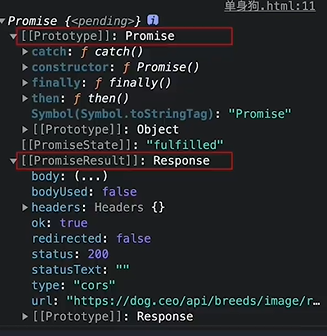 单身狗.html:11
Promise {<pending>} i
[[Prototype]]: Promise
catch: ƒ catch()
constructor: ƒ Promise()
finally: ƒ finally()
then: ƒ then()
Symbol(Symbol.toStringTag): "Promise"
[[Prototype]]: Object
[[PromiseState]]: "fulfilled"
[[PromiseResult]]: Response
body: (...)
bodyUsed: false
headers: Headers {}
ok: true
redirected: false
status: 200
statusText: ""
type: "cors"
url: "https://dog.ceo/api/breeds/image/r…
[[Prototype]]: Response